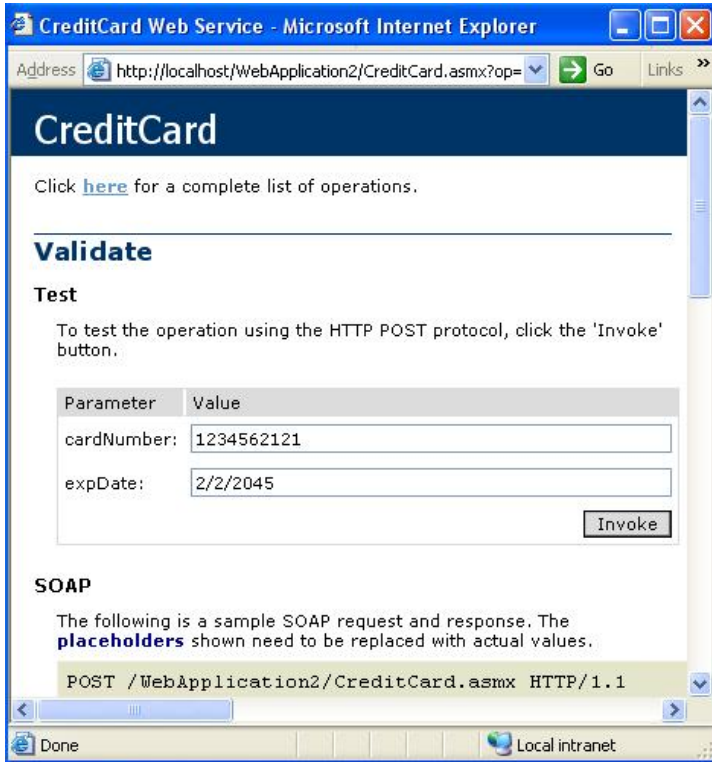 CreditCard Web Service - Microsoft Internet Explorer
Address http://localhost/WebApplication2/CreditCard.asmx?op= Go Links »
CreditCard
Click here for a complete list of operations.
Validate
Test
To test the operation using the HTTP POST protocol, click the 'Invoke'
button.
Parameter Value
cardNumber: 1234562121
expDate: 2/2/2045
Invoke
SOAP
The following is a sample SOAP request and response. The
placeholders shown need to be replaced with actual values.
POST /WebApplication2/CreditCard.asmx HTTP/1.1
Done Local intranet